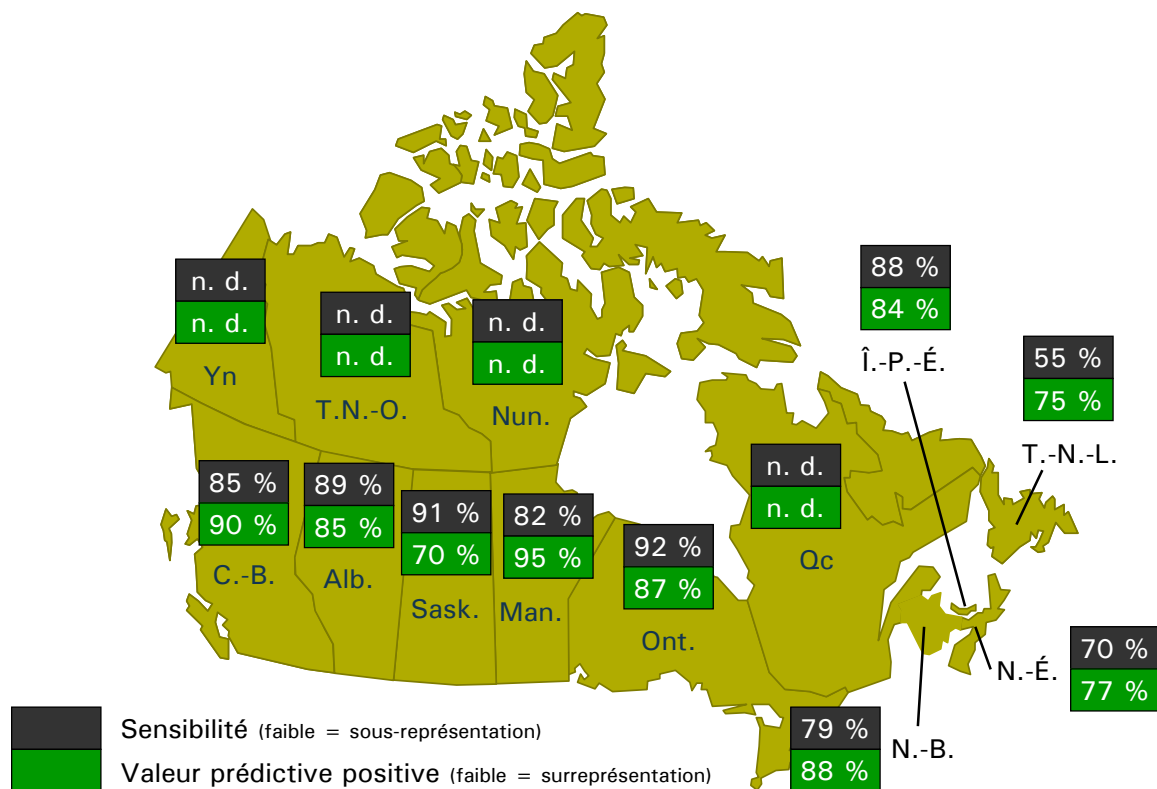 88 %
84 %
Î.-P.-É.
n. d.
n. d.
Yn
n. d.
n. d.
T.N.-O.
n. d.
n. d.
Nun.
55 %
75 %
T.-N.-L.
85 %
90 %
C.-B.
89 %
85 %
Alb.
91 %
70 %
Sask.
82 %
95 %
Man.
92 %
87 %
Ont.
n. d.
n. d.
Qc
70 %
77 %
N.-É.
79 %
88 %
N.-B.
Sensibilité (faible = sous-représentation)
Valeur prédictive positive (faible = surreprésentation)